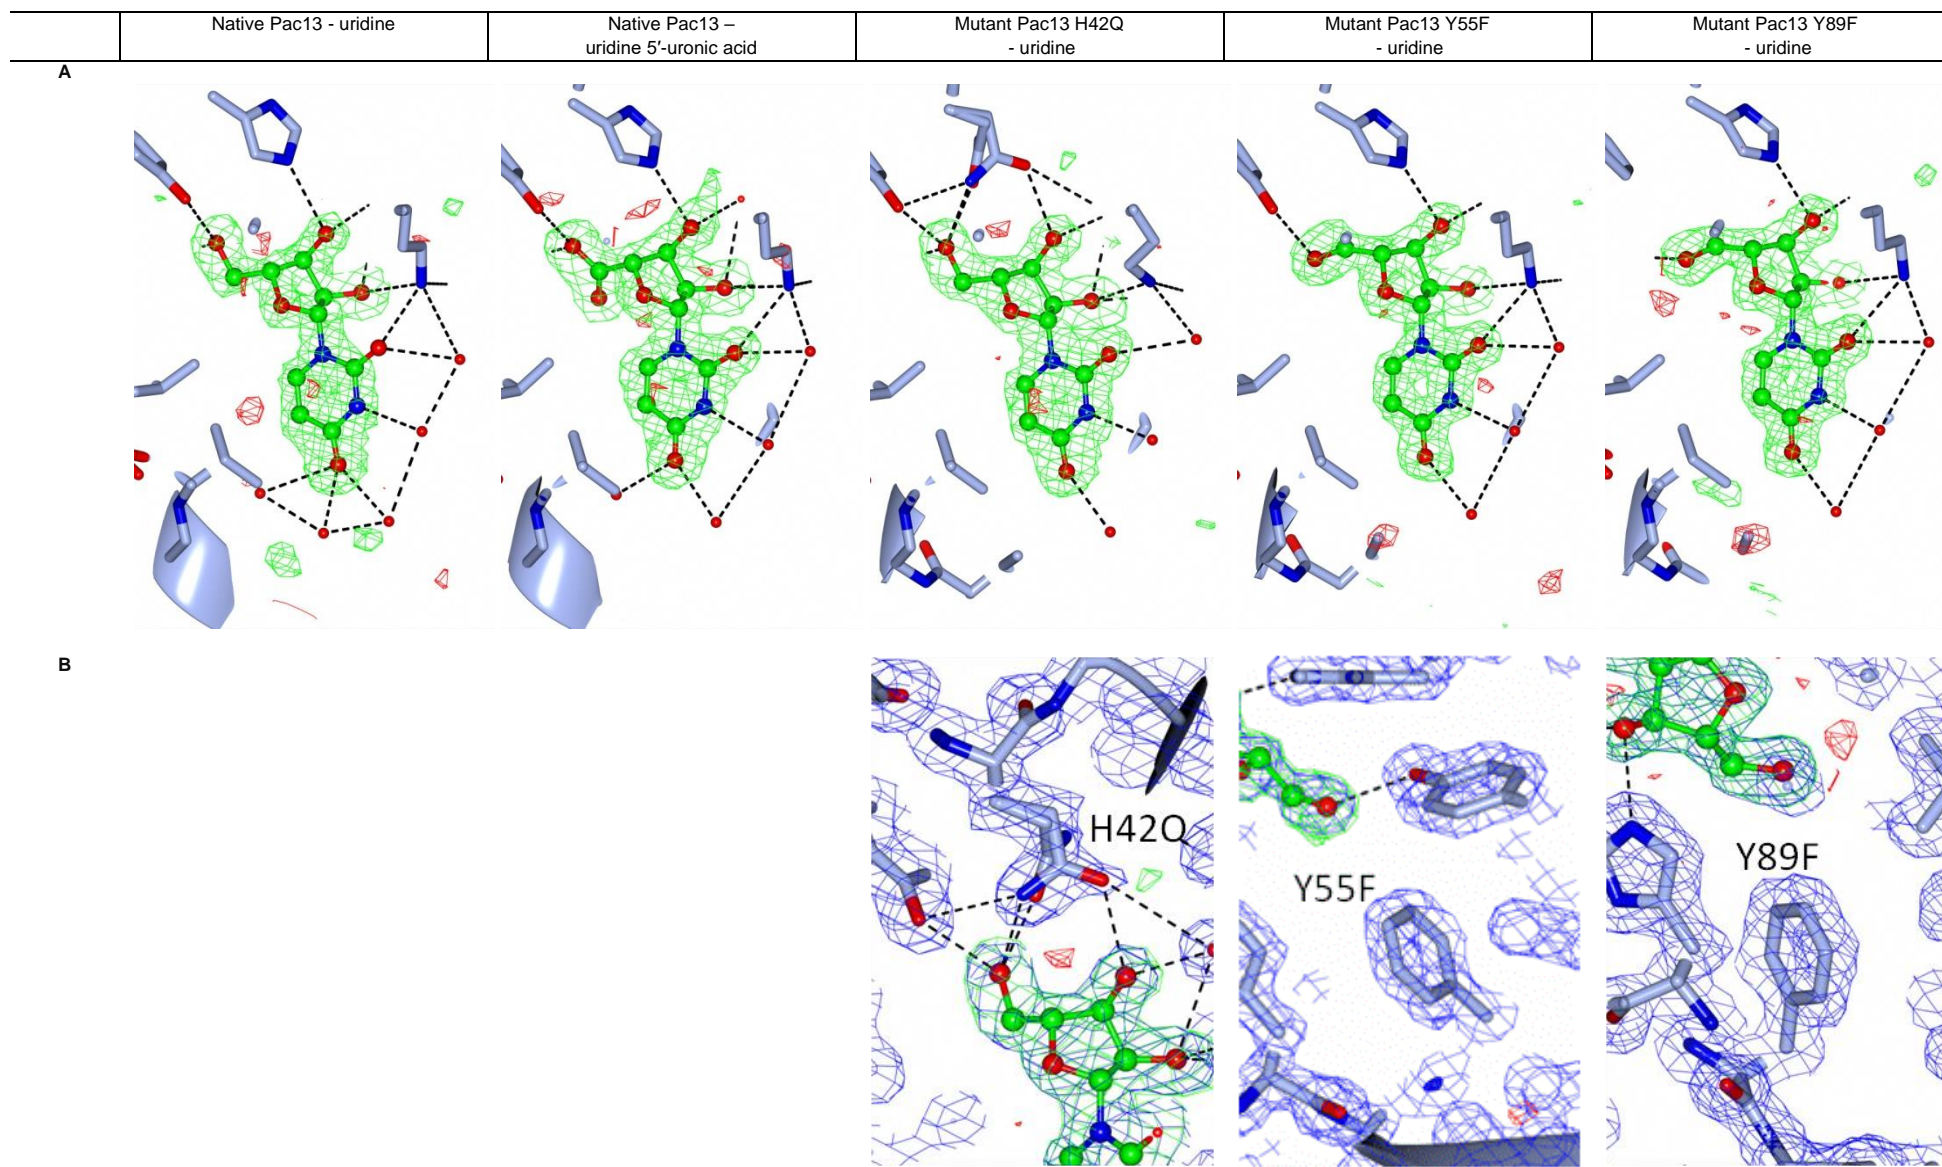 Native Pac13 - uridine
Native Pac13 –
uridine 5′-uronic acid
Mutant Pac13 H42Q
- uridine
Mutant Pac13 Y55F
- uridine
Mutant Pac13 Y89F
- uridine
A
B
H42Q
Y55F
Y89F